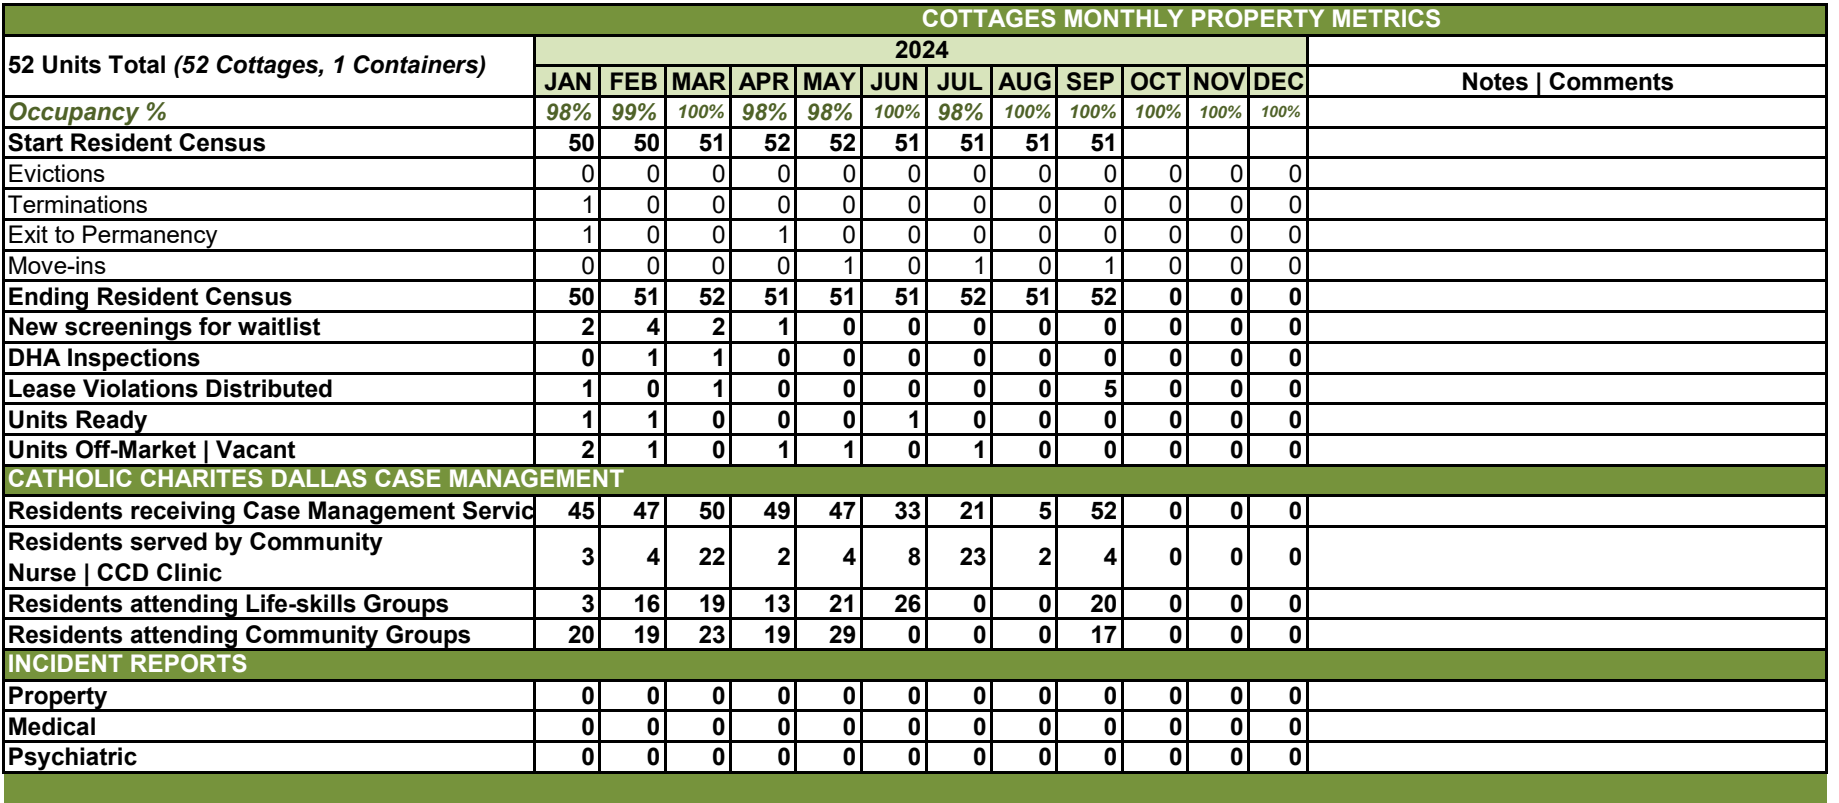 COTTAGES MONTHLY PROPERTY METRICS
52 Units Total (52 Cottages, 1 Containers)
2024
JAN FEB MAR APR MAY JUN JUL AUG SEP OCT NOV DEC Notes | Comments
Occupancy % 98% 99% 100% 98% 98% 100% 98% 100% 100% 100% 100% 100%
Start Resident Census 50 50 51 52 52 51 51 51 51
Evictions 0 0 0 0 0 0 0 0 0 0 0 0
Terminations 1 0 0 0 0 0 0 0 0 0 0 0
Exit to Permanency 1 0 0 1 0 0 0 0 0 0 0 0
Move-ins 0 0 0 0 1 0 1 0 1 0 0 0
Ending Resident Census 50 51 52 51 51 51 52 51 52 0 0 0
New screenings for waitlist 2 4 2 1 0 0 0 0 0 0 0 0
DHA Inspections 0 1 1 0 0 0 0 0 0 0 0 0
Lease Violations Distributed 1 0 1 0 0 0 0 0 5 0 0 0
Units Ready 1 1 0 0 0 1 0 0 0 0 0 0
Units Off-Market | Vacant 2 1 0 1 1 0 1 0 0 0 0 0
CATHOLIC CHARITES DALLAS CASE MANAGEMENT
Residents receiving Case Management Servic 45 47 50 49 47 33 21 5 52 0 0 0
Residents served by Community
Nurse | CCD Clinic 3 4 22 2 4 8 23 2 4 0 0 0
Residents attending Life-skills Groups 3 16 19 13 21 26 0 0 20 0 0 0
Residents attending Community Groups 20 19 23 19 29 0 0 0 17 0 0 0
INCIDENT REPORTS
Property 0 0 0 0 0 0 0 0 0 0 0 0
Medical 0 0 0 0 0 0 0 0 0 0 0 0
Psychiatric 0 0 0 0 0 0 0 0 0 0 0 0